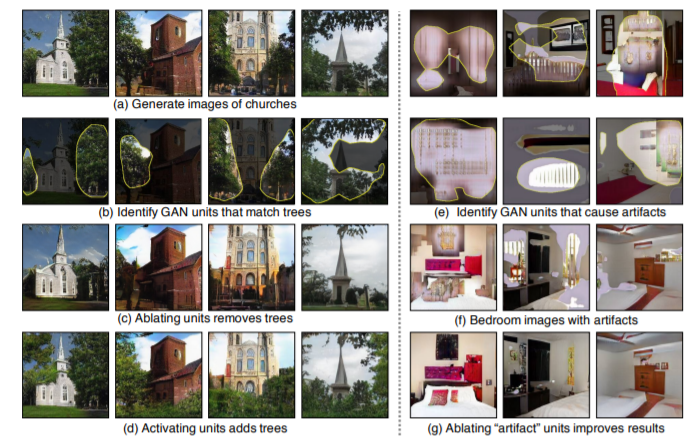 (a) Generate images of churches
(b) Identify GAN units that match trees
(c) Ablating units removes trees
(d) Activating units adds trees
(e) Identify GAN units that cause artifacts
(f) Bedroom images with artifacts
(g) Ablating “artifact” units improves results